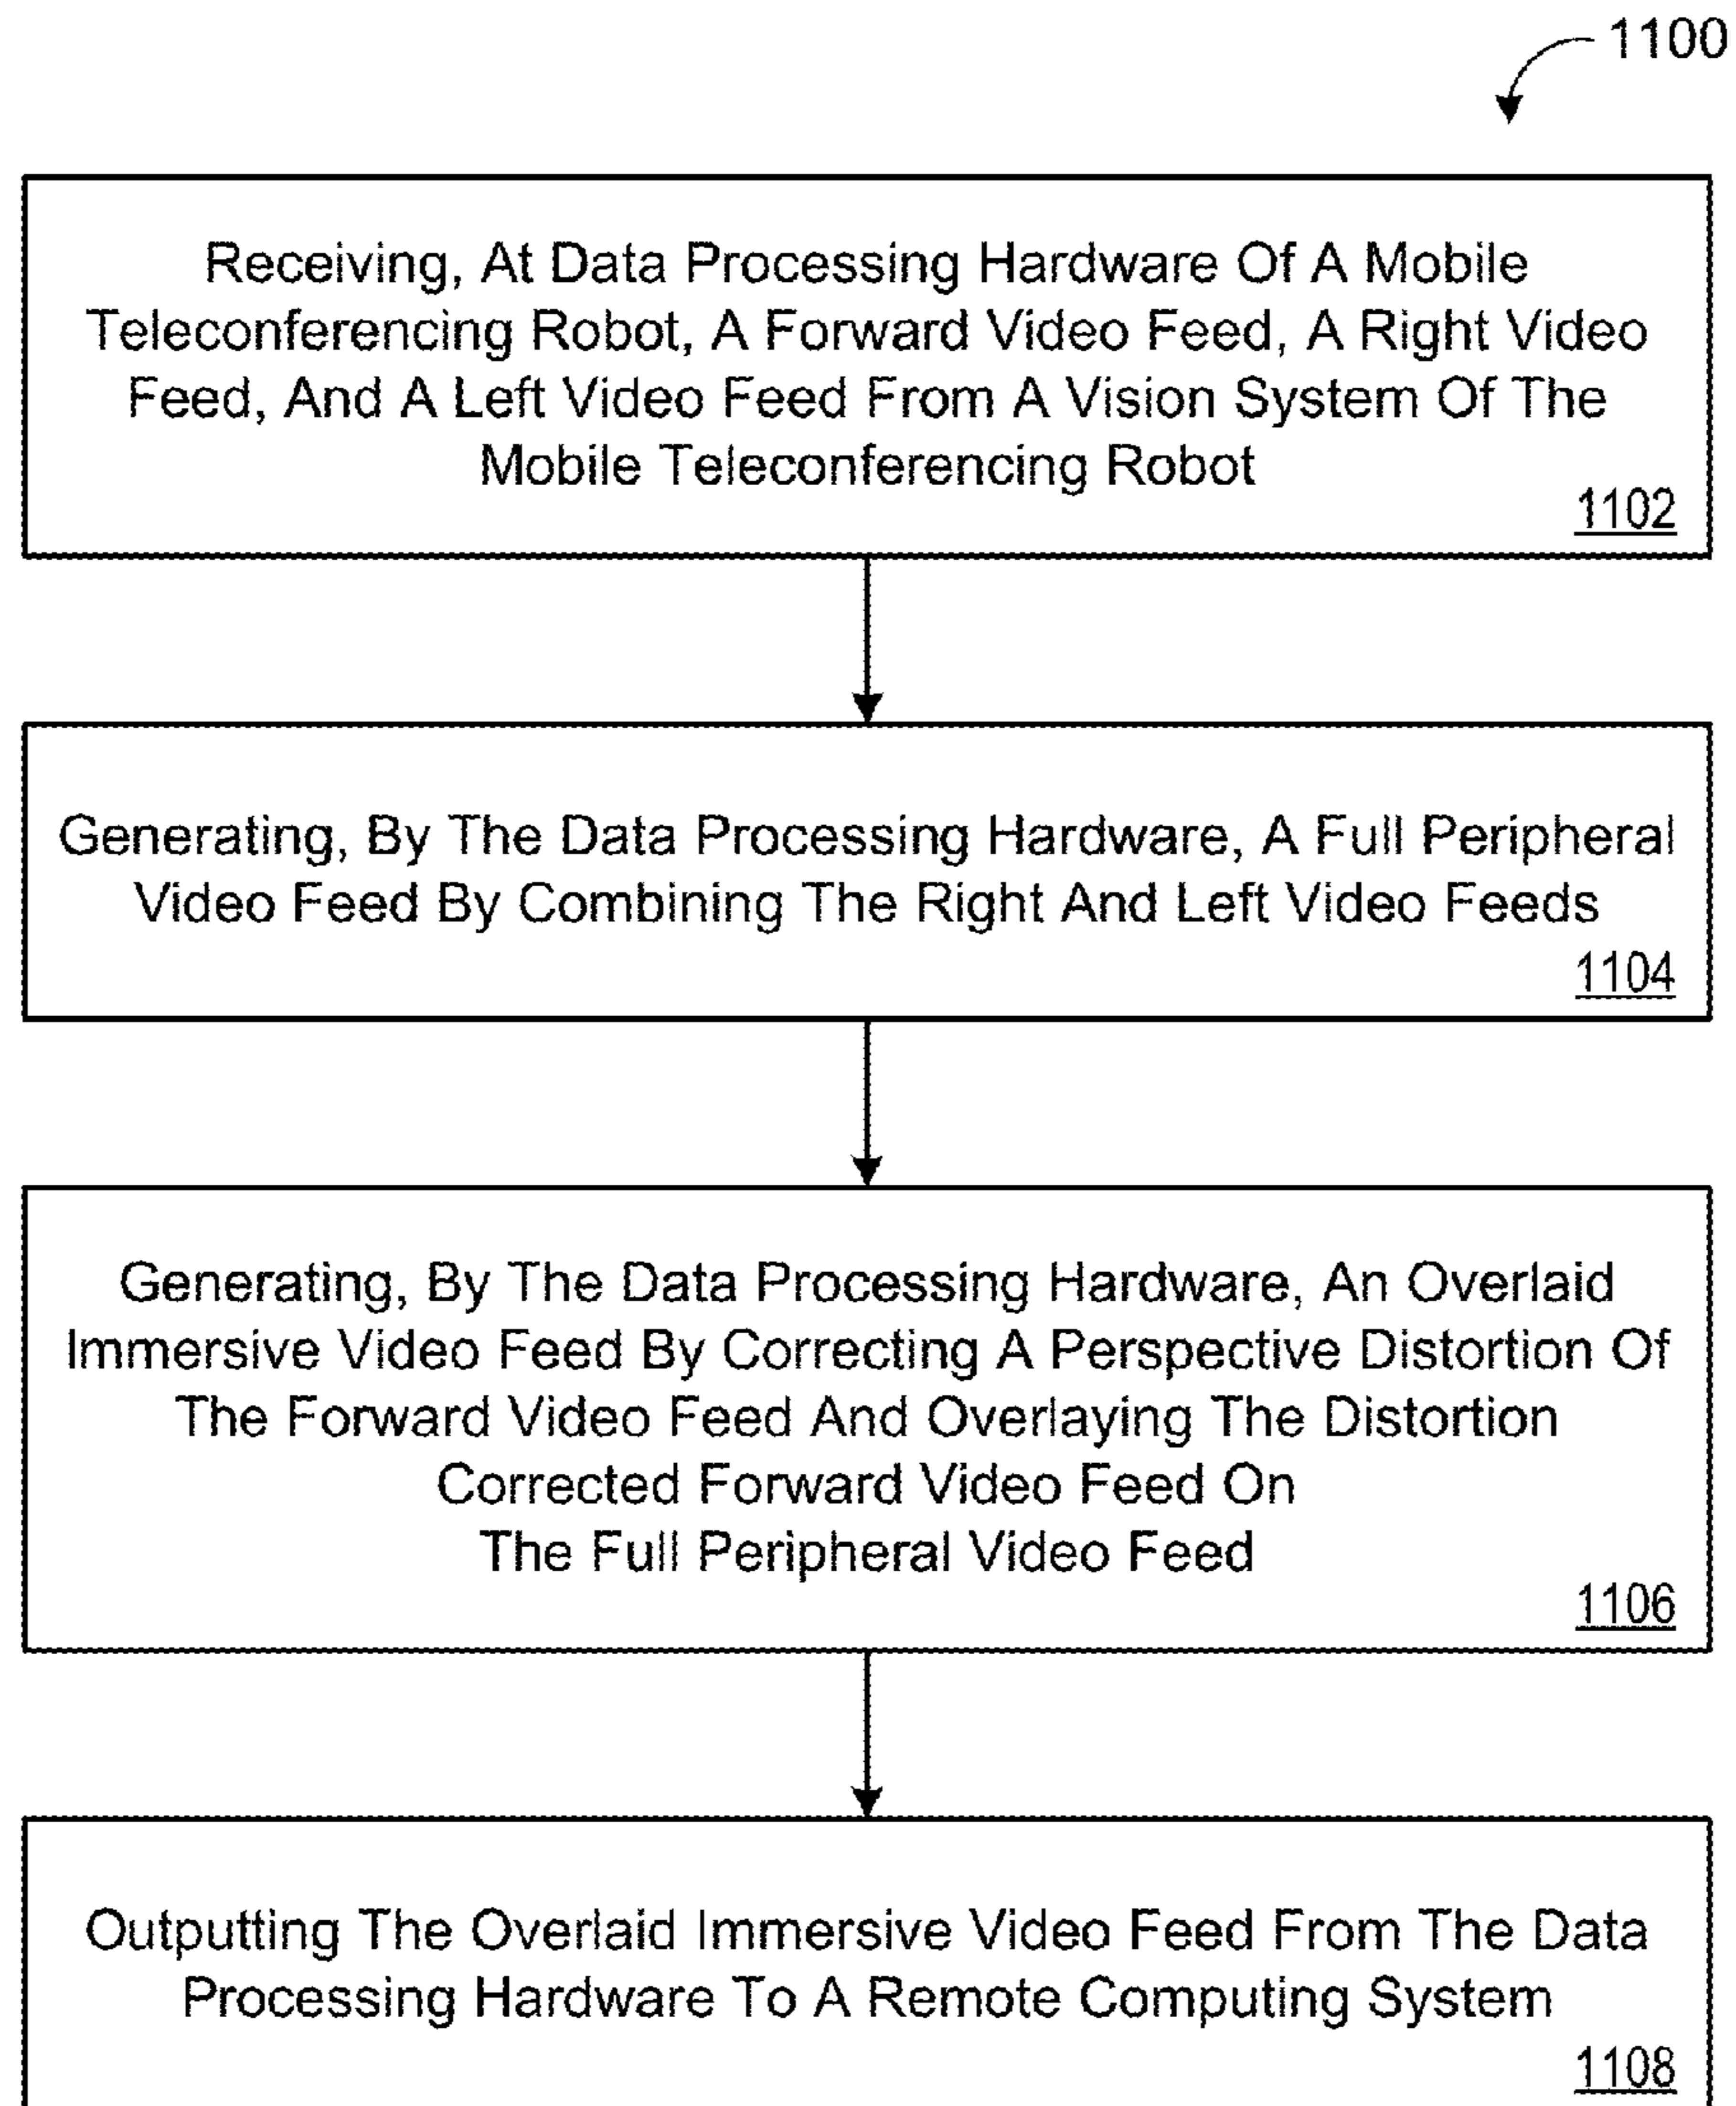 1100
Receiving, At Data Processing Hardware Of A Mobile
Teleconferencing Robot, A Forward Video Feed, A Right Video
Feed, And A Left Video Feed From A Vision System Of The
Mobile Teleconferencing Robot
1102
Generating, By The Data Processing Hardware, A Full Peripheral
Video Feed By Combining The Right And Left Video Feeds
1104
Generating, By The Data Processing Hardware, An Overlaid
Immersive Video Feed By Correcting A Perspective Distortion Of
The Forward Video Feed And Overlaying The Distortion
Corrected Forward Video Feed On
The Full Peripheral Video Feed
1106
Outputting The Overlaid Immersive Video Feed From The Data
Processing Hardware To A Remote Computing System
1108